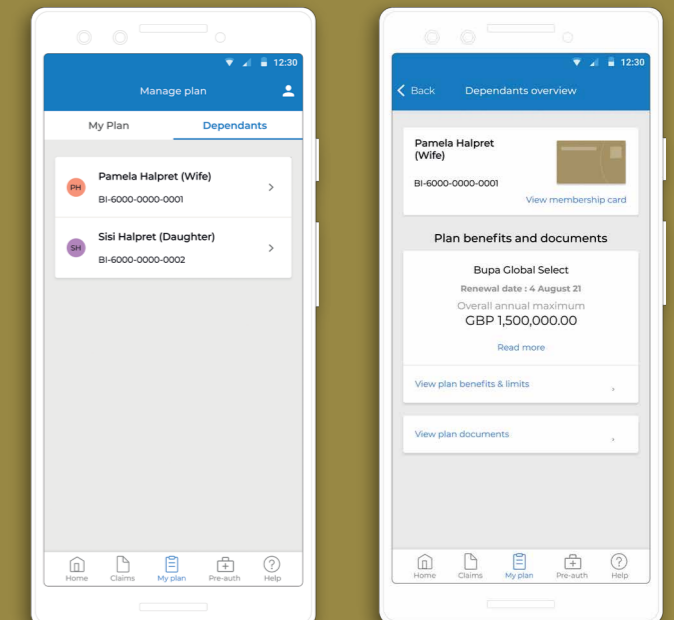 12:30
Manage plan
My Plan Dependants
PH
Pamela Halpret (Wife)
BI-6000-0000-0001
SH
Sisi Halpret (Daughter)
BI-6000-0000-0002
Home Claims My plan Pre-auth Help
12:30
Back Dependants overview
Pamela Halpret
(Wife)
BI-6000-0000-0001
View membership card
Plan benefits and documents
Bupa Global Select
Renewal date : 4 August 21
Overall annual maximum
GBP 1,500,000.00
Read more
View plan benefits & limits
View plan documents
Home Claims My plan Pre-auth Help